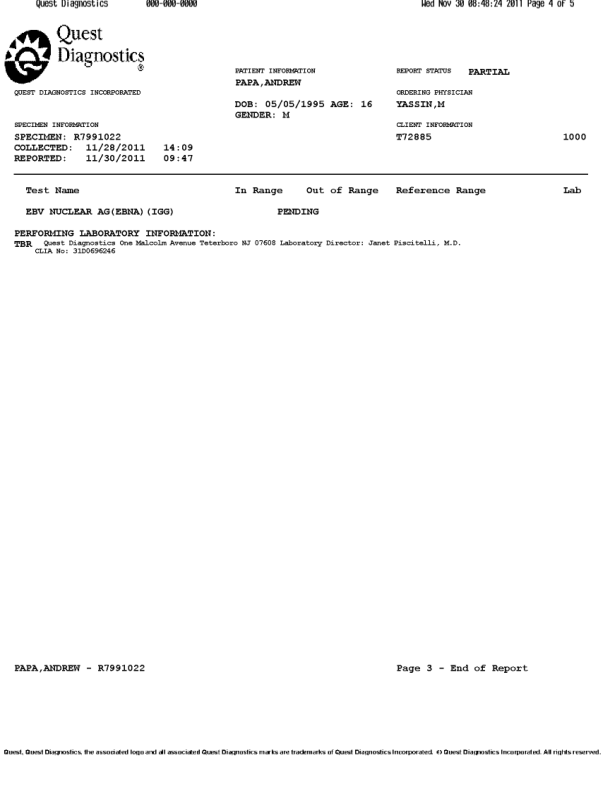 Quest Diagnostics 000-000-0000 Wed Nov 30 08:48:24 2011 Page 4 of 5
Quest
Diagnostics®
PATIENT INFORMATION REPORT STATUS PARTIAL
PAPA,ANDREW
QUEST DIAGNOSTICS INCORPORATED ORDERING PHYSICIAN
DOB: 05/05/1995 AGE: 16 YASSIN,M
GENDER: M
SPECIMEN INFORMATION CLIENT INFORMATION
SPECIMEN: R7991022 T72885 1000
COLLECTED: 11/28/2011 14:09
REPORTED: 11/30/2011 09:47
Test Name In Range Out of Range Reference Range Lab
EBV NUCLEAR AG(EBNA)(IGG) PENDING
PERFORMING LABORATORY INFORMATION:
TBR Quest Diagnostics One Malcolm Avenue Teterboro NJ 07608 Laboratory Director: Janet Piscitelli, M.D.
CLIA No: 31D0696246
PAPA,ANDREW - R7991022 Page 3 - End of Report
Quest, Quest Diagnostics, the associated logo and all associated Quest Diagnostics marks are trademarks of Quest Diagnostics Incorporated. © Quest Diagnostics Incorporated. All rights reserved.